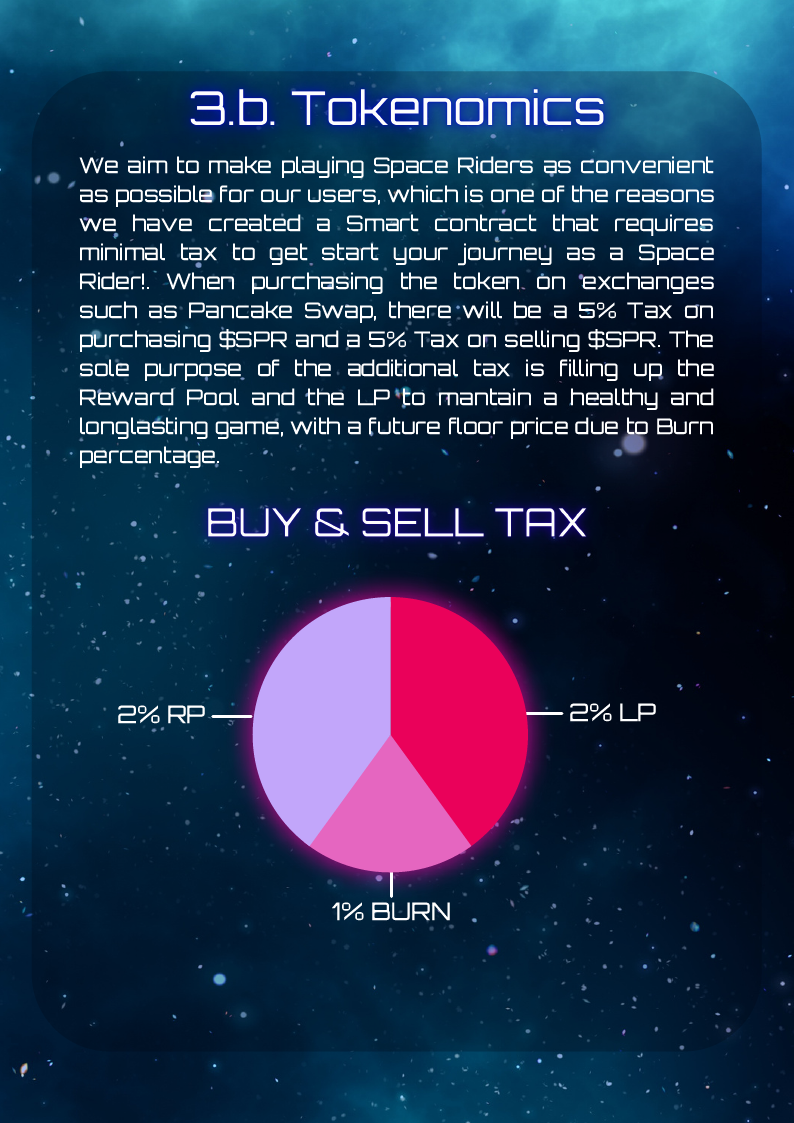 3.b. Tokenomics
We aim to make playing Space Riders as convenient
as possible for our users, which is one of the reasons
we have created a Smart contract that requires
minimal tax to get start your journey as a Space
Rider!. When purchasing the token on exchanges
such as Pancake Swap, there will be a 5% Tax on
purchasing $SPR and a 5% Tax on selling $SPR. The
sole purpose of the additional tax is filling up the
Reward Pool and the LP to mantain a healthy and
longlasting game, with a future floor price due to Burn
percentage.
BUY & SELL TAX
2% RP
2% LP
1% BURN